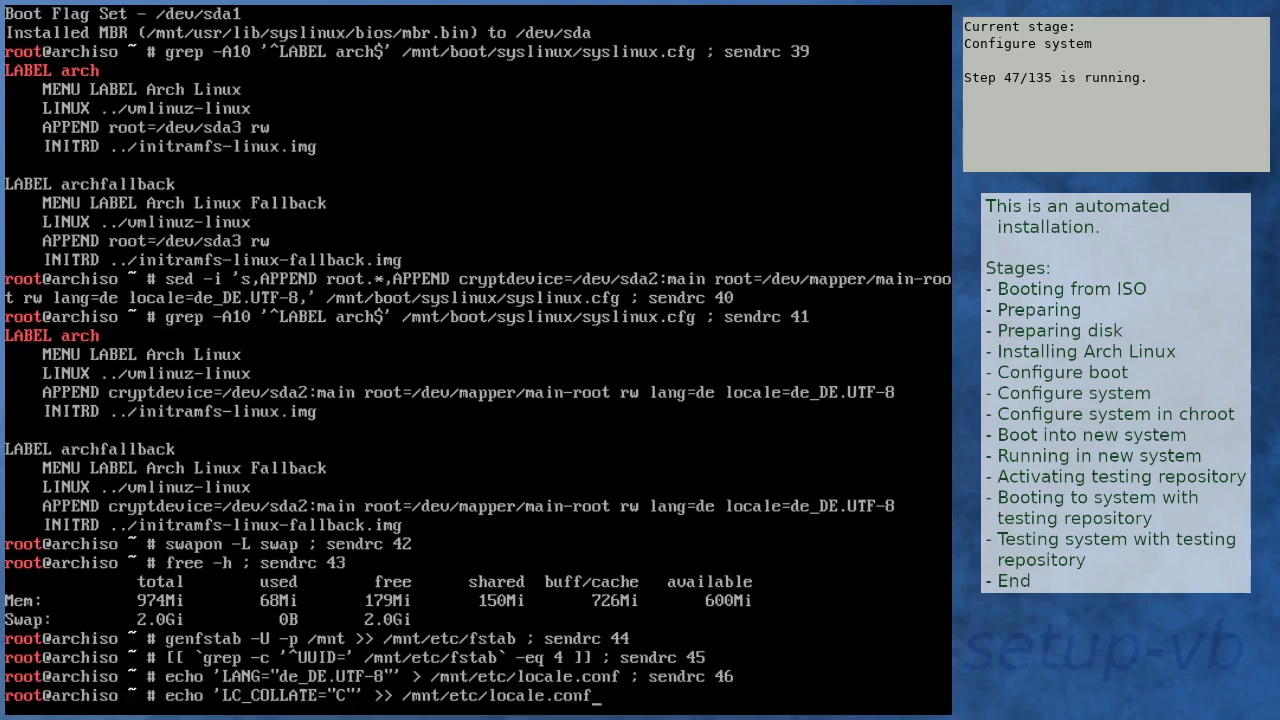 Boot Flag Set - /dev/sda1
Installed MBR (/mnt/usr/lib/syslinux/bios/mbr.bin) to /dev/sda
root@archiso ~ # grep -A10 '^LABEL arch$' /mnt/boot/syslinux/syslinux.cfg ; sendrc 39
LABEL arch
    MENU LABEL Arch Linux
    LINUX ../vmlinuz-linux
    APPEND root=/dev/sda3 rw
    INITRD ../initramfs-linux.img

LABEL archfallback
    MENU LABEL Arch Linux Fallback
    LINUX ../vmlinuz-linux
    APPEND root=/dev/sda3 rw
    INITRD ../initramfs-linux-fallback.img
root@archiso ~ # sed -i 's,APPEND root.*,APPEND cryptdevice=/dev/sda2:main root=/dev/mapper/main-roo
t rw lang=de locale=de_DE.UTF-8,' /mnt/boot/syslinux/syslinux.cfg ; sendrc 40
root@archiso ~ # grep -A10 '^LABEL arch$' /mnt/boot/syslinux/syslinux.cfg ; sendrc 41
LABEL arch
    MENU LABEL Arch Linux
    LINUX ../vmlinuz-linux
    APPEND cryptdevice=/dev/sda2:main root=/dev/mapper/main-root rw lang=de locale=de_DE.UTF-8
    INITRD ../initramfs-linux.img

LABEL archfallback
    MENU LABEL Arch Linux Fallback
    LINUX ../vmlinuz-linux
    APPEND cryptdevice=/dev/sda2:main root=/dev/mapper/main-root rw lang=de locale=de_DE.UTF-8
    INITRD ../initramfs-linux-fallback.img
root@archiso ~ # swapon -L swap ; sendrc 42
root@archiso ~ # free -h ; sendrc 43
              total        used        free      shared  buff/cache   available
Mem:          974Mi        68Mi       179Mi       150Mi       726Mi       600Mi
Swap:         2.0Gi          0B       2.0Gi
root@archiso ~ # genfstab -U -p /mnt >> /mnt/etc/fstab ; sendrc 44
root@archiso ~ # [[ `grep -c '^UUID=' /mnt/etc/fstab` -eq 4 ]] ; sendrc 45
root@archiso ~ # echo 'LANG="de_DE.UTF-8"' > /mnt/etc/locale.conf ; sendrc 46
root@archiso ~ # echo 'LC_COLLATE="C"' >> /mnt/etc/locale.conf_
Current stage:
Configure system

Step 47/135 is running.
This is an automated
installation.

Stages:
- Booting from ISO
- Preparing
- Preparing disk
- Installing Arch Linux
- Configure boot
- Configure system
- Configure system in chroot
- Boot into new system
- Running in new system
- Activating testing repository
- Booting to system with
testing repository
- Testing system with testing
repository
- End
setup-vb